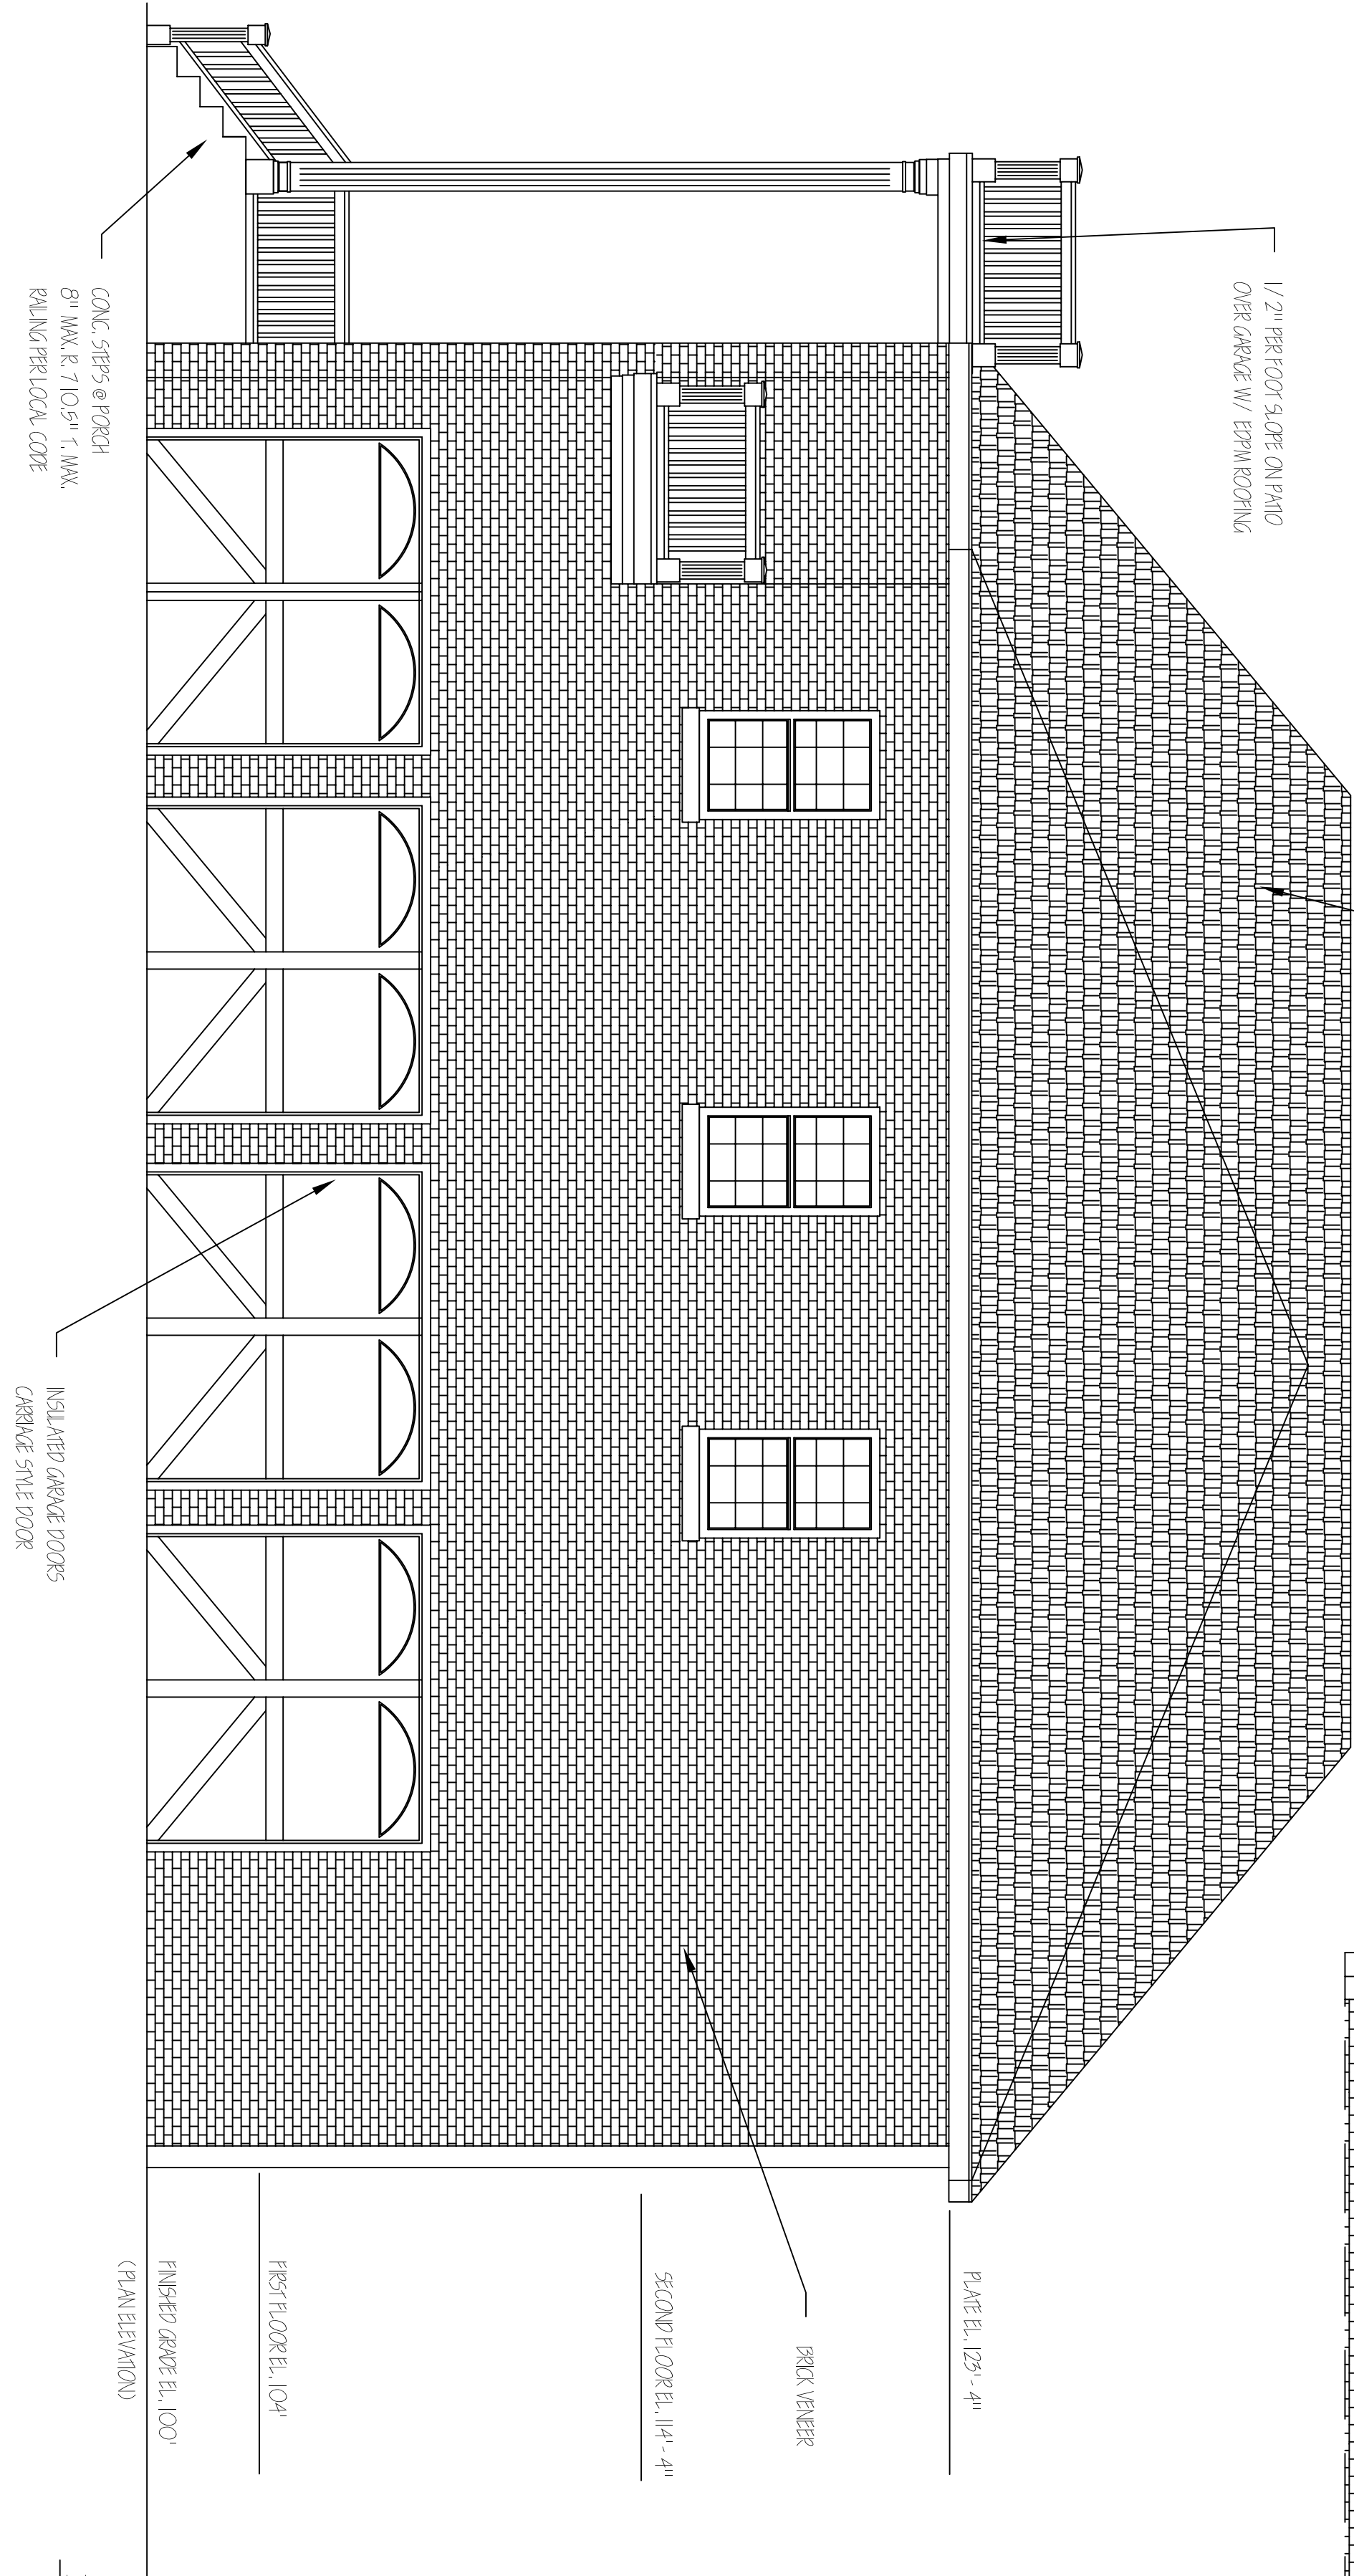 1/2" PER FOOT SLOPE ON PATIO
OVER GARAGE W/ EDPM ROOFING
CONC. STEPS @ PORCH
8" MAX. R. 7 10.5" T. MAX.
RAILING PER LOCAL CODE
INSULATED GARAGE DOORS
CARRIAGE STYLE DOOR
PLATE EL. 123'- 4"
BRICK VENEER
SECOND FLOOR EL. 114'- 4"
FIRST FLOOR EL. 104'
FINISHED GRADE EL. 100'
(PLAN ELEVATION)